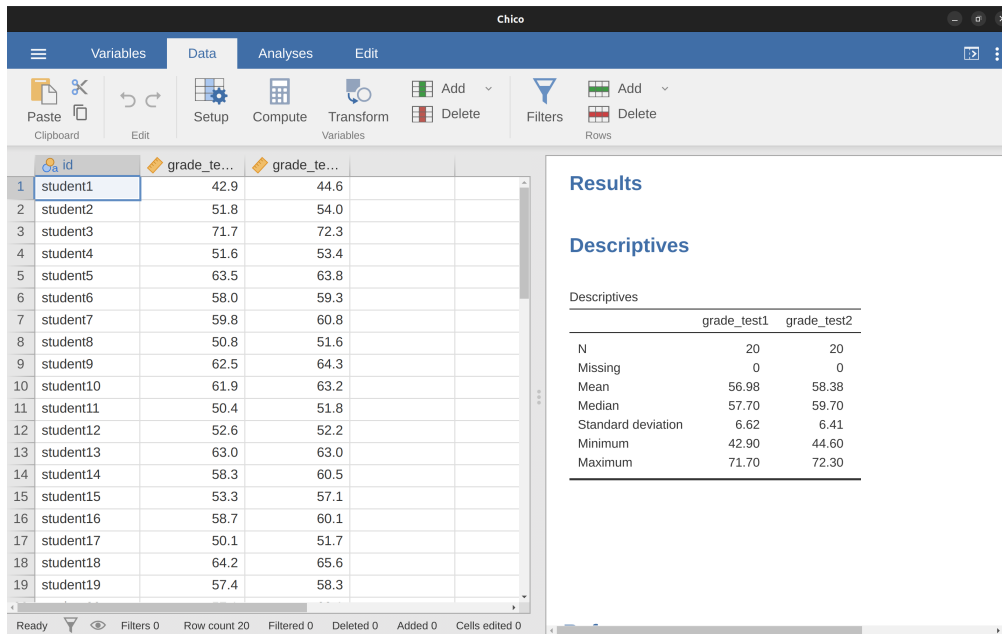 Chico
Variables Data Analyses Edit
Paste Setup Compute Transform Add Delete Filters Add Delete
Clipboard Edit Variables Rows
id grade_te... grade_te...
1 student1 42.9 44.6
2 student2 51.8 54.0
3 student3 71.7 72.3
4 student4 51.6 53.4
5 student5 63.5 63.8
6 student6 58.0 59.3
7 student7 59.8 60.8
8 student8 50.8 51.6
9 student9 62.5 64.3
10 student10 61.9 63.2
11 student11 50.4 51.8
12 student12 52.6 52.2
13 student13 63.0 63.0
14 student14 58.3 60.5
15 student15 53.3 57.1
16 student16 58.7 60.1
17 student17 50.1 51.7
18 student18 64.2 65.6
19 student19 57.4 58.3
Ready Filters 0 Row count 20 Filtered 0 Deleted 0 Added 0 Cells edited 0
Results
Descriptives
Descriptives
grade_test1 grade_test2
N 20 20
Missing 0 0
Mean 56.98 58.38
Median 57.70 59.70
Standard deviation 6.62 6.41
Minimum 42.90 44.60
Maximum 71.70 72.30